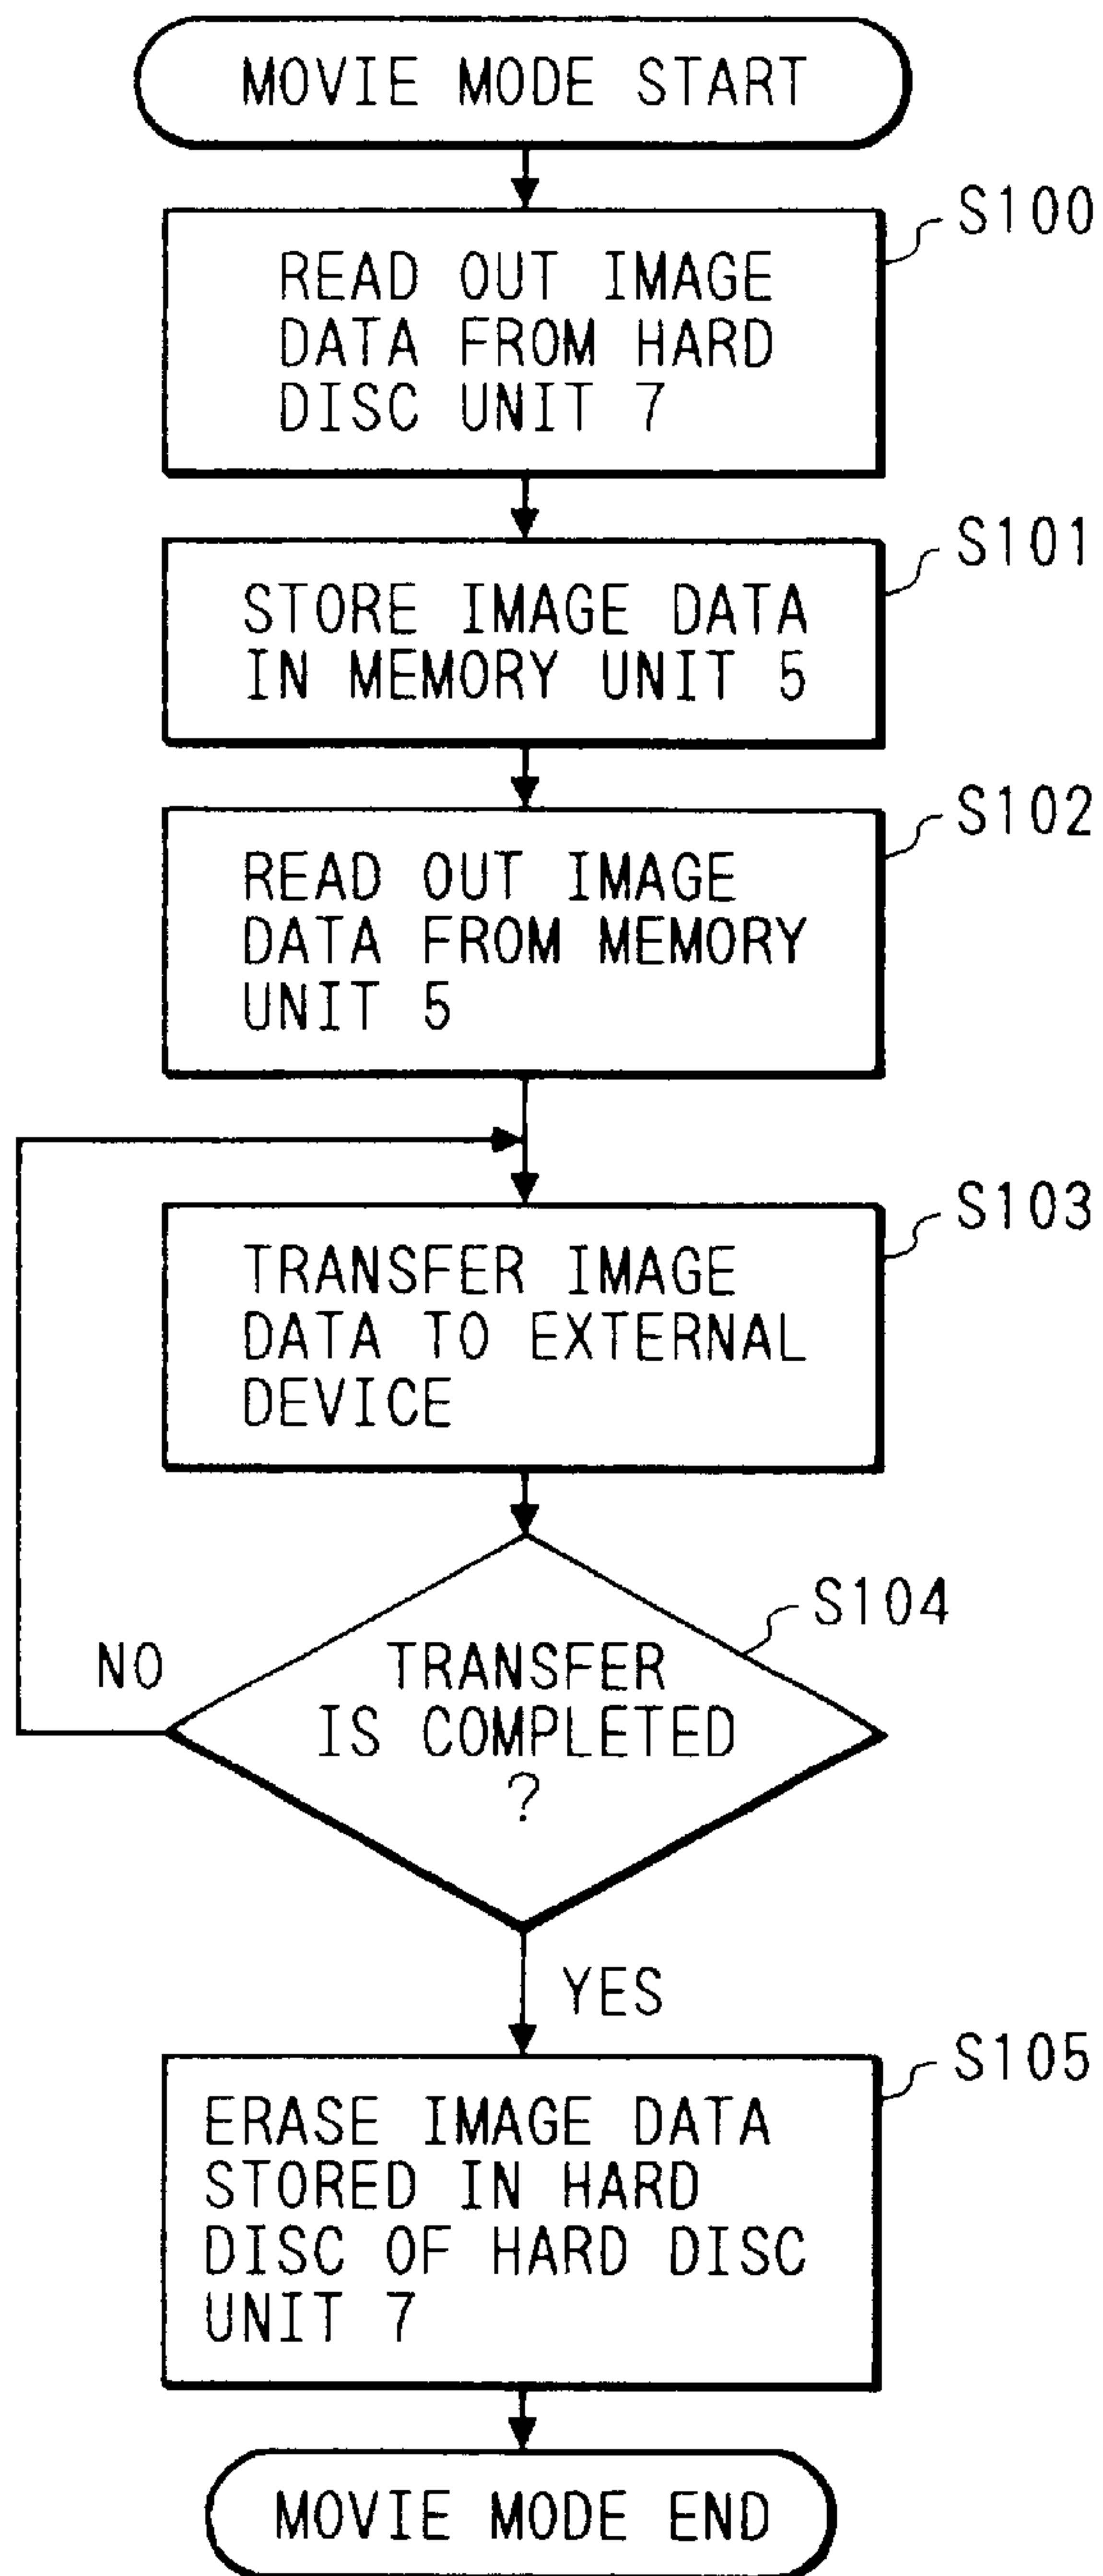 MOVIE MODE START
S100
READ OUT IMAGE
DATA FROM HARD
DISC UNIT 7
S101
STORE IMAGE DATA
IN MEMORY UNIT 5
S102
READ OUT IMAGE
DATA FROM MEMORY
UNIT 5
S103
TRANSFER IMAGE
DATA TO EXTERNAL
DEVICE
S104
NO
TRANSFER
IS COMPLETED
?
YES
S105
ERASE IMAGE DATA
STORED IN HARD
DISC OF HARD DISC
UNIT 7
MOVIE MODE END